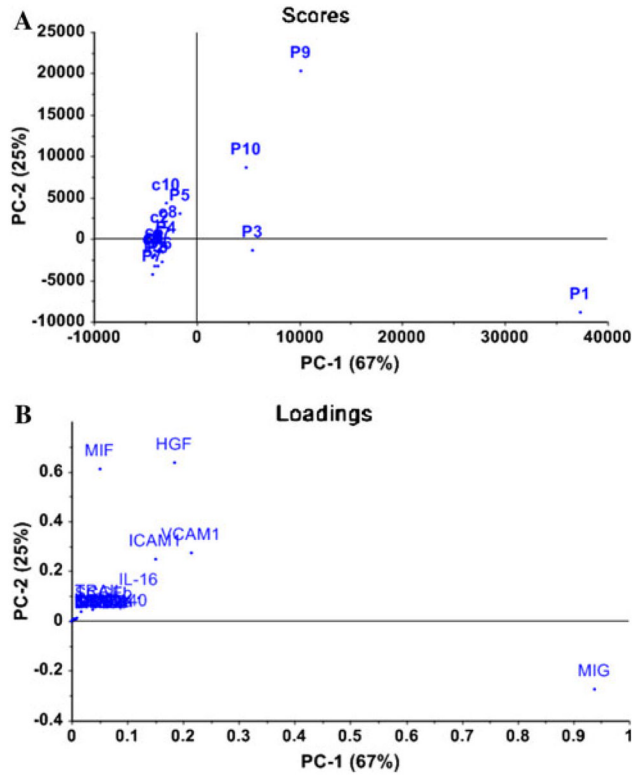 A
Scores
PC-2 (25%)
25000
20000
15000
10000
5000
0
-5000
-10000
P9
P10
c10
P5
c8
P3
P1
-10000
0
10000
20000
30000
40000
PC-1 (67%)
B
Loadings
PC-2 (25%)
0.6
0.4
0.2
0
-0.2
-0.4
MIF
HGF
ICAM1
VCAM1
IL-16
MIG
0
0.1
0.2
0.3
0.4
0.5
0.6
0.7
0.8
0.9
1
PC-1 (67%)